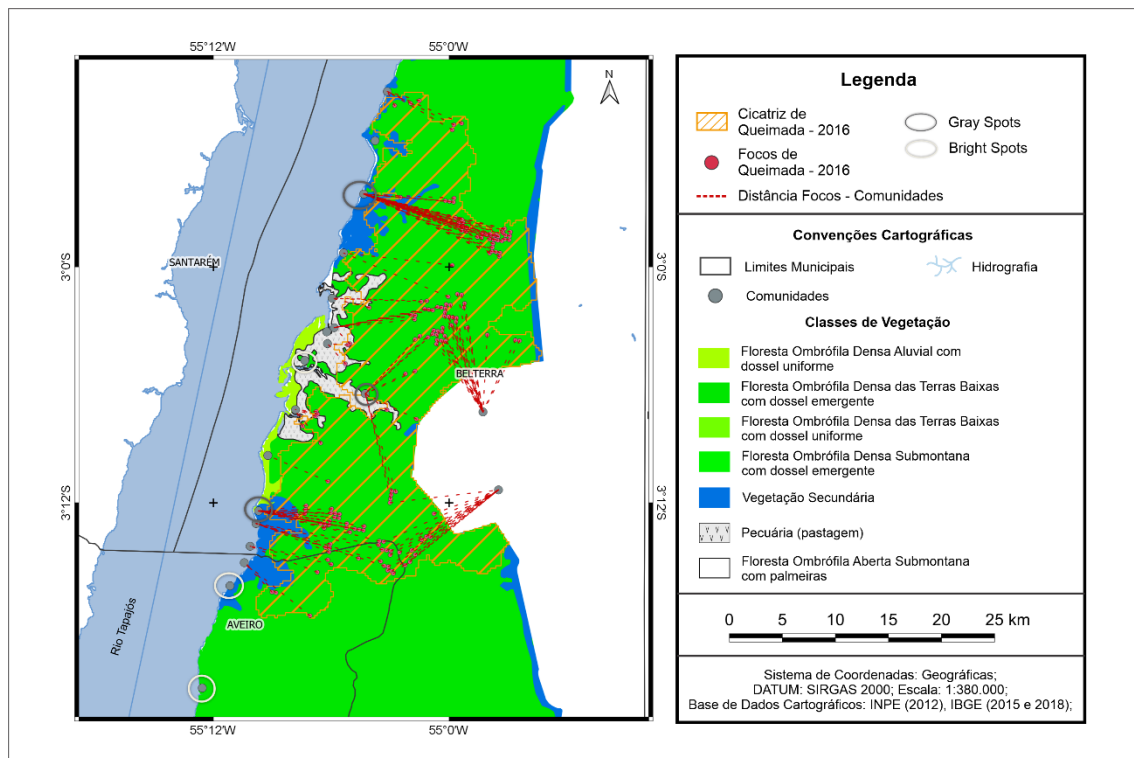 55°12'W
55°0'W
N
SANTARÉM
3°0'S
3°0'S
BELTERRA
3°12'S
3°12'S
AVEIRO
Rio Tapajós
55°12'W
55°0'W
Legenda
Cicatriz de
Queimada - 2016
Gray Spots
Bright Spots
Focos de
Queimada - 2016
Distância Focos - Comunidades
Convenções Cartográficas
Limites Municipais
Hidrografia
Comunidades
Classes de Vegetação
Floresta Ombrófila Densa Aluvial com
dossel uniforme
Floresta Ombrófila Densa das Terras Baixas
com dossel emergente
Floresta Ombrófila Densa das Terras Baixas
com dossel uniforme
Floresta Ombrófila Densa Submontana
com dossel emergente
Vegetação Secundária
Pecuária (pastagem)
Floresta Ombrófila Aberta Submontana
com palmeiras
0 5 10 15 20 25 km
Sistema de Coordenadas: Geográficas;
DATUM: SIRGAS 2000; Escala: 1:380.000;
Base de Dados Cartográficos: INPE (2012), IBGE (2015 e 2018);